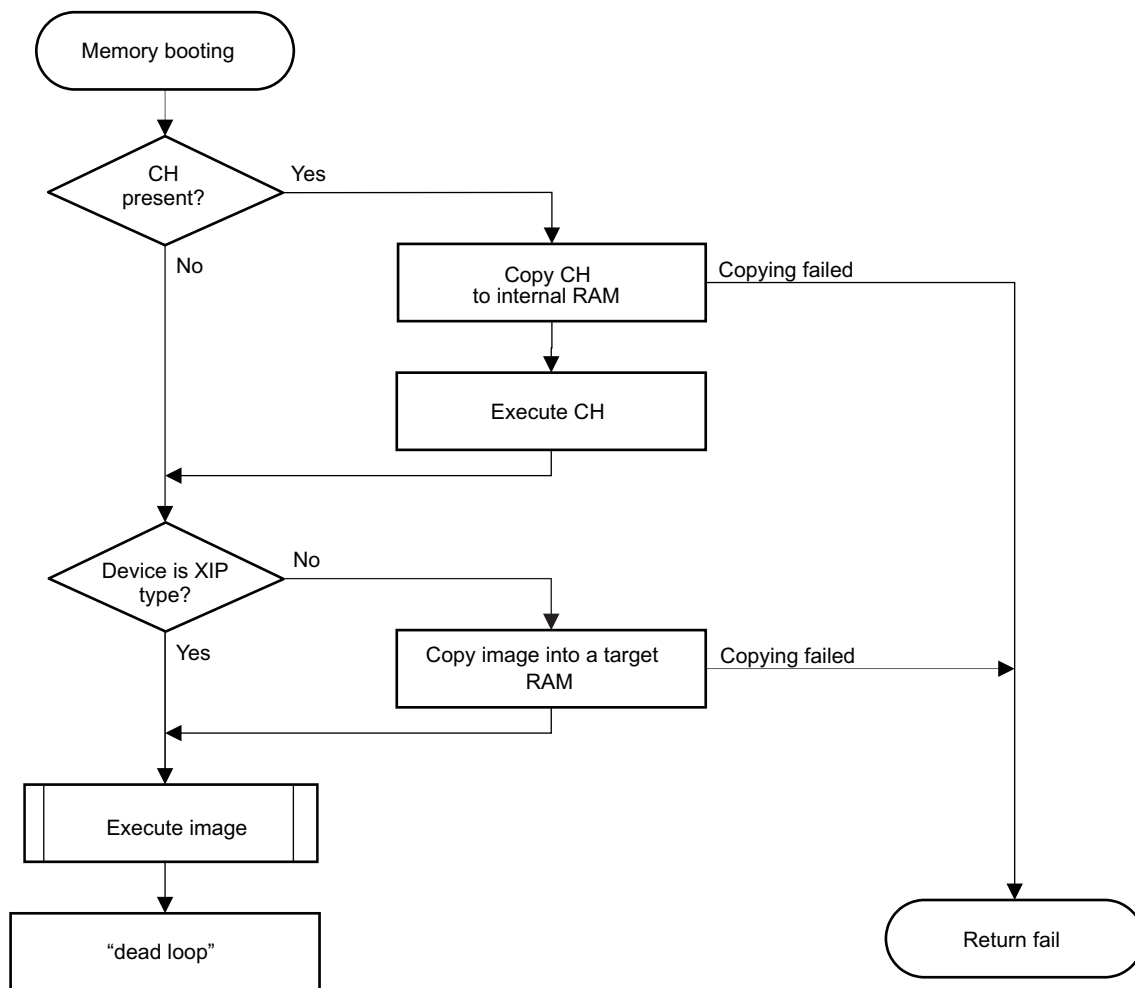 Memory booting
CH
present?
Yes
No
Copy CH
to internal RAM
Copying failed
Execute CH
Device is XIP
type?
No
Yes
Copy image into a target
RAM
Copying failed
Execute image
“dead loop”
Return fail